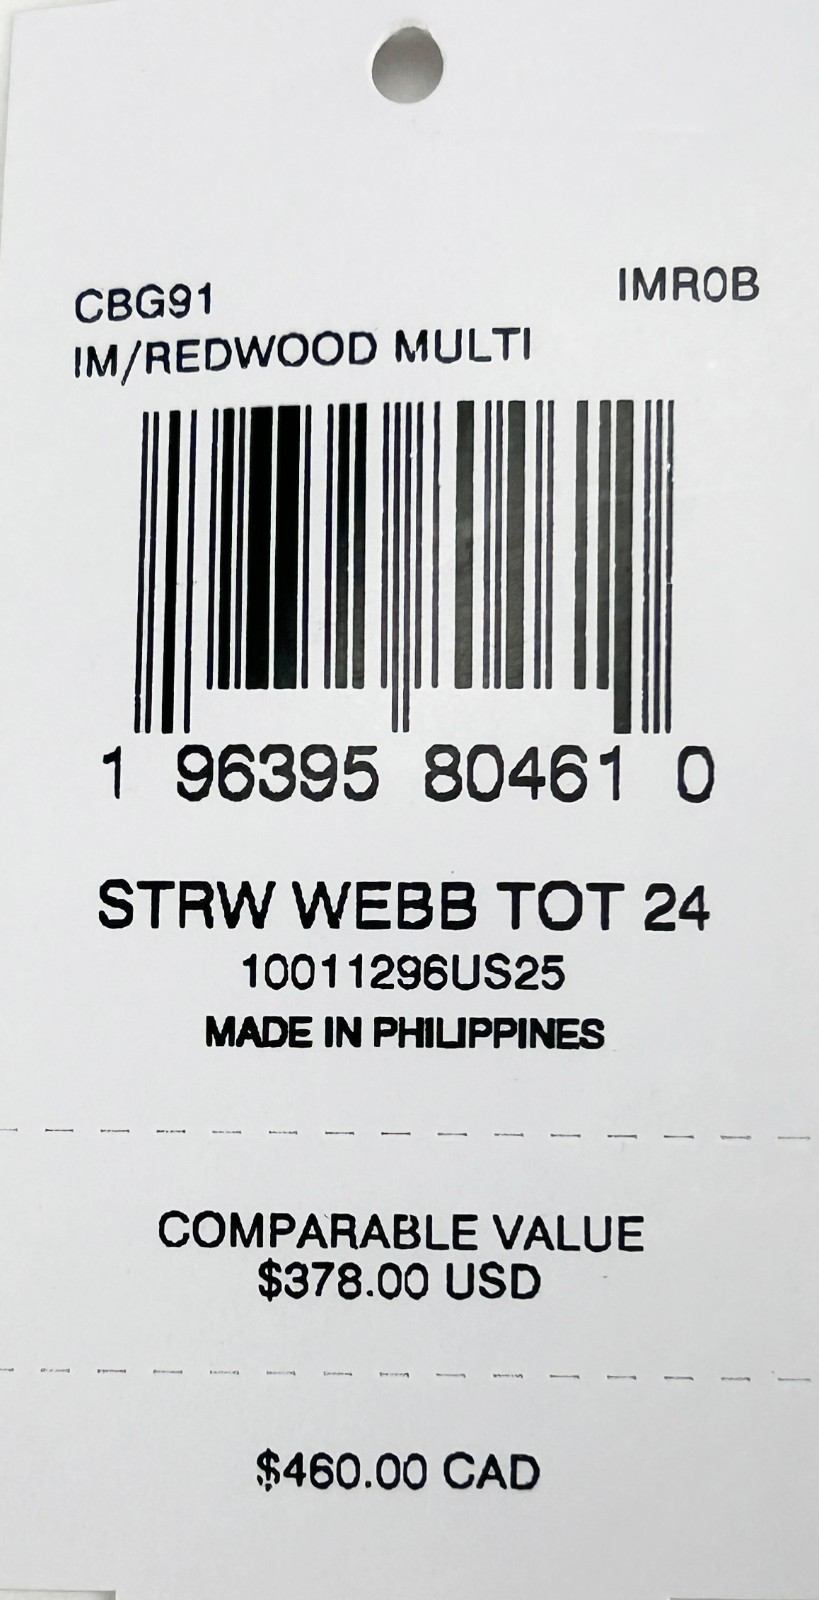 CBG91 IMR0B
IM/REDWOOD MULTI
1 96395 80461 0
STRW WEBB TOT 24
10011296US25
MADE IN PHILIPPINES
COMPARABLE VALUE
$378.00 USD
$460.00 CAD